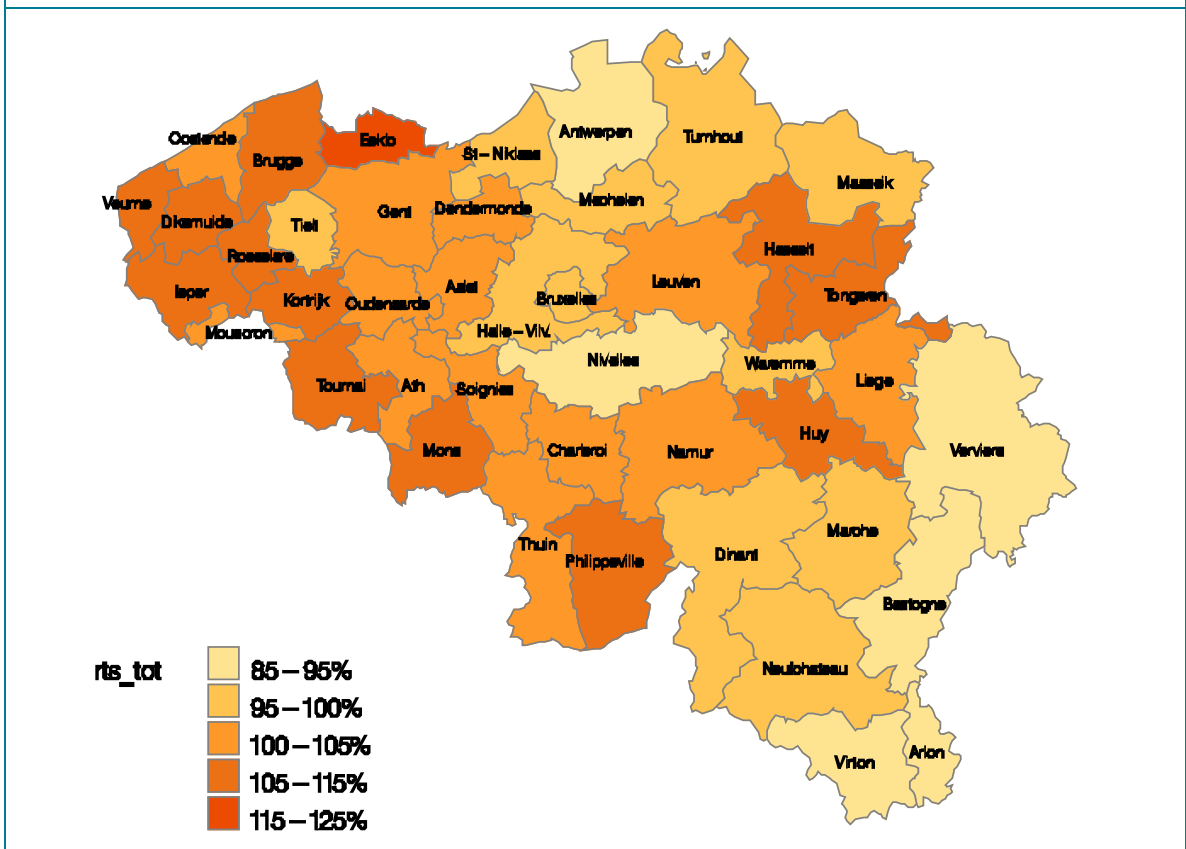 Antwerpen
Turnhout
Oostende
Eeklo
St-Niklaas
Brugge
Maaseik
Veurne
Mechelen
Diksmuide
Tielt
Gent
Dendermonde
Roeselare
Hasselt
Ieper
Kortrijk
Oudenaarde
Aalst
Bruxelles
Leuven
Tongeren
Mouscron
Halle-Vilv.
Nivelles
Waremme
Tournai
Ath
Soignies
Liege
Mons
Charleroi
Namur
Huy
Verviers
Thuin
Philippeville
Dinant
Marche
Bastogne
Neufchateau
Virton
Arlon
rts_tot
85-95%
95-100%
100-105%
105-115%
115-125%